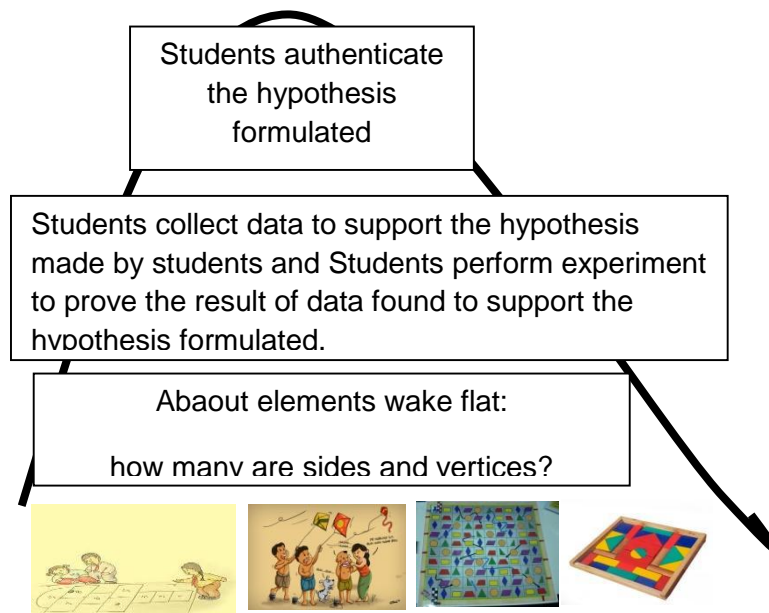 Students authenticate
the hypothesis
formulated
Students collect data to support the hypothesis
made by students and Students perform experiment
to prove the result of data found to support the
hypothesis formulated.
Abaout elements wake flat:
how many are sides and vertices?